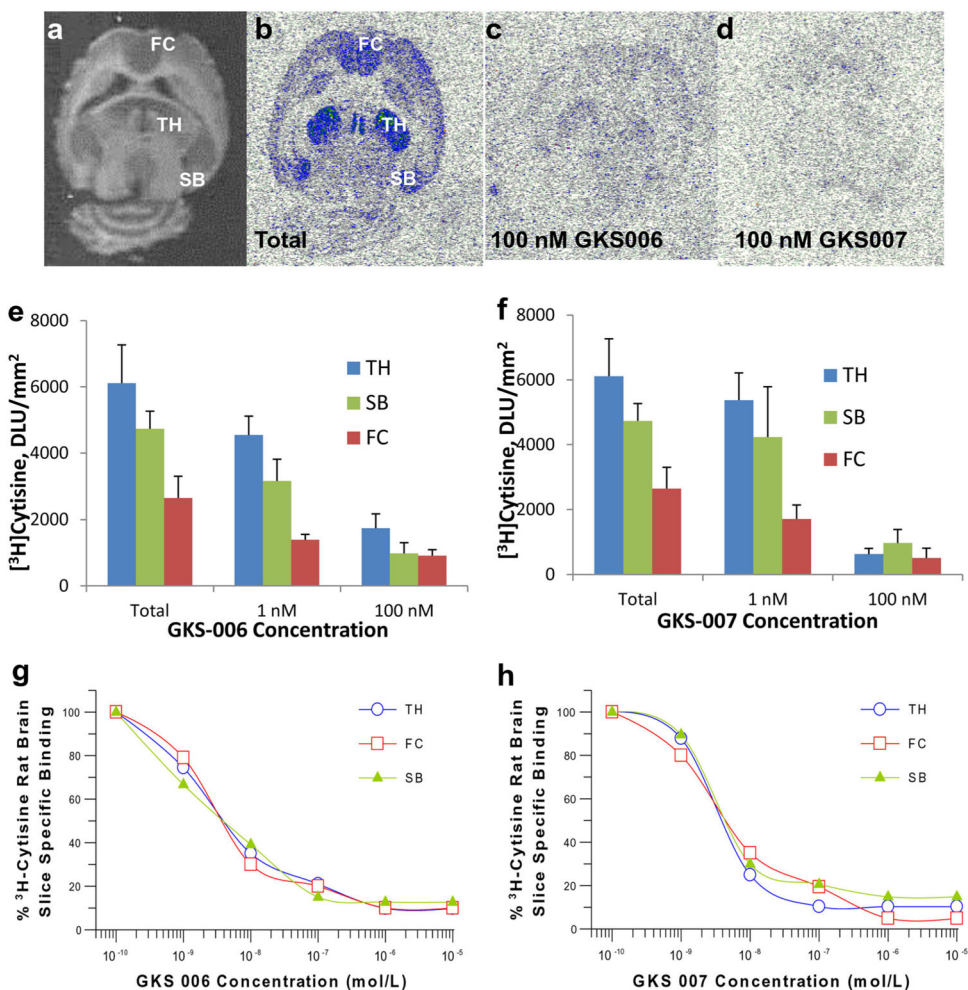 a
FC
TH
SB
b
FC
TH
SB
Total
c
100 nM GKS006
d
100 nM GKS007
e
[³H]Cytisine, DLU/mm²
8000
6000
4000
2000
0
TH
SB
FC
Total 1 nM 100 nM
GKS-006 Concentration
f
[³H]Cytisine, DLU/mm²
8000
6000
4000
2000
0
TH
SB
FC
Total 1 nM 100 nM
GKS-007 Concentration
g
% ³H-Cytisine Rat Brain
Slice Specific Binding
100
80
60
40
20
0
TH
FC
SB
10⁻¹⁰ 10⁻⁹ 10⁻⁸ 10⁻⁷ 10⁻⁶ 10⁻⁵
GKS 006 Concentration (mol/L)
h
% ³H-Cytisine Rat Brain
Slice Specific Binding
100
80
60
40
20
0
TH
FC
SB
10⁻¹⁰ 10⁻⁹ 10⁻⁸ 10⁻⁷ 10⁻⁶ 10⁻⁵
GKS 007 Concentration (mol/L)